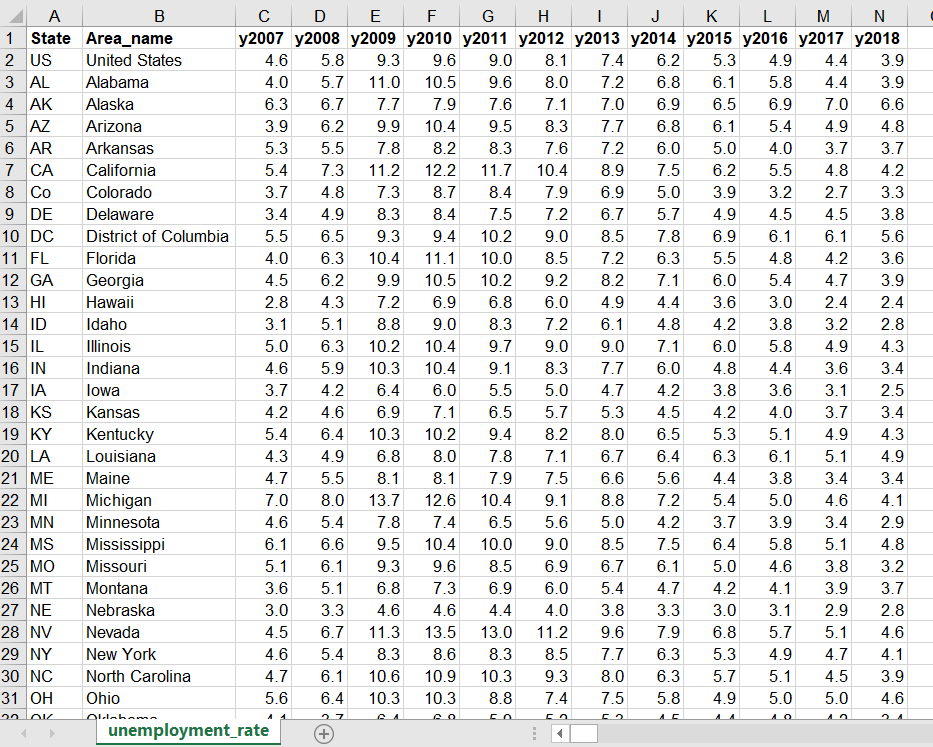 A B C D E F G H I J K L M N
1 State Area_name y2007 y2008 y2009 y2010 y2011 y2012 y2013 y2014 y2015 y2016 y2017 y2018
2 US United States 4.6 5.8 9.3 9.6 9.0 8.1 7.4 6.2 5.3 4.9 4.4 3.9
3 AL Alabama 4.0 5.7 11.0 10.5 9.6 8.0 7.2 6.8 6.1 5.8 4.4 3.9
4 AK Alaska 6.3 6.7 7.7 7.9 7.6 7.1 7.0 6.9 6.5 6.9 7.0 6.6
5 AZ Arizona 3.9 6.2 9.9 10.4 9.5 8.3 7.7 6.8 6.1 5.4 4.9 4.8
6 AR Arkansas 5.3 5.5 7.8 8.2 8.3 7.6 7.2 6.0 5.0 4.0 3.7 3.7
7 CA California 5.4 7.3 11.2 12.2 11.7 10.4 8.9 7.5 6.2 5.5 4.8 4.2
8 Co Colorado 3.7 4.8 7.3 8.7 8.4 7.9 6.9 5.0 3.9 3.2 2.7 3.3
9 DE Delaware 3.4 4.9 8.3 8.4 7.5 7.2 6.7 5.7 4.9 4.5 4.5 3.8
10 DC District of Columbia 5.5 6.5 9.3 9.4 10.2 9.0 8.5 7.8 6.9 6.1 6.1 5.6
11 FL Florida 4.0 6.3 10.4 11.1 10.0 8.5 7.2 6.3 5.5 4.8 4.2 3.6
12 GA Georgia 4.5 6.2 9.9 10.5 10.2 9.2 8.2 7.1 6.0 5.4 4.7 3.9
13 HI Hawaii 2.8 4.3 7.2 6.9 6.8 6.0 4.9 4.4 3.6 3.0 2.4 2.4
14 ID Idaho 3.1 5.1 8.8 9.0 8.3 7.2 6.1 4.8 4.2 3.8 3.2 2.8
15 IL Illinois 5.0 6.3 10.2 10.4 9.7 9.0 9.0 7.1 6.0 5.8 4.9 4.3
16 IN Indiana 4.6 5.9 10.3 10.4 9.1 8.3 7.7 6.0 4.8 4.4 3.6 3.4
17 IA Iowa 3.7 4.2 6.4 6.0 5.5 5.0 4.7 4.2 3.8 3.6 3.1 2.5
18 KS Kansas 4.2 4.6 6.9 7.1 6.5 5.7 5.3 4.5 4.2 4.0 3.7 3.4
19 KY Kentucky 5.4 6.4 10.3 10.2 9.4 8.2 8.0 6.5 5.3 5.1 4.9 4.3
20 LA Louisiana 4.3 4.9 6.8 8.0 7.8 7.1 6.7 6.4 6.3 6.1 5.1 4.9
21 ME Maine 4.7 5.5 8.1 8.1 7.9 7.5 6.6 5.6 4.4 3.8 3.4 3.4
22 MI Michigan 7.0 8.0 13.7 12.6 10.4 9.1 8.8 7.2 5.4 5.0 4.6 4.1
23 MN Minnesota 4.6 5.4 7.8 7.4 6.5 5.6 5.0 4.2 3.7 3.9 3.4 2.9
24 MS Mississippi 6.1 6.6 9.5 10.4 10.0 9.0 8.5 7.5 6.4 5.8 5.1 4.8
25 MO Missouri 5.1 6.1 9.3 9.6 8.5 6.9 6.7 6.1 5.0 4.6 3.8 3.2
26 MT Montana 3.6 5.1 6.8 7.3 6.9 6.0 5.4 4.7 4.2 4.1 3.9 3.7
27 NE Nebraska 3.0 3.3 4.6 4.6 4.4 4.0 3.8 3.3 3.0 3.1 2.9 2.8
28 NV Nevada 4.5 6.7 11.3 13.5 13.0 11.2 9.6 7.9 6.8 5.7 5.1 4.6
29 NY New York 4.6 5.4 8.3 8.6 8.3 8.5 7.7 6.3 5.3 4.9 4.7 4.1
30 NC North Carolina 4.7 6.1 10.6 10.9 10.3 9.3 8.0 6.3 5.7 5.1 4.5 3.9
31 OH Ohio 5.6 6.4 10.3 10.3 8.8 7.4 7.5 5.8 4.9 5.0 5.0 4.6
32 OK Oklahoma
unemployment_rate